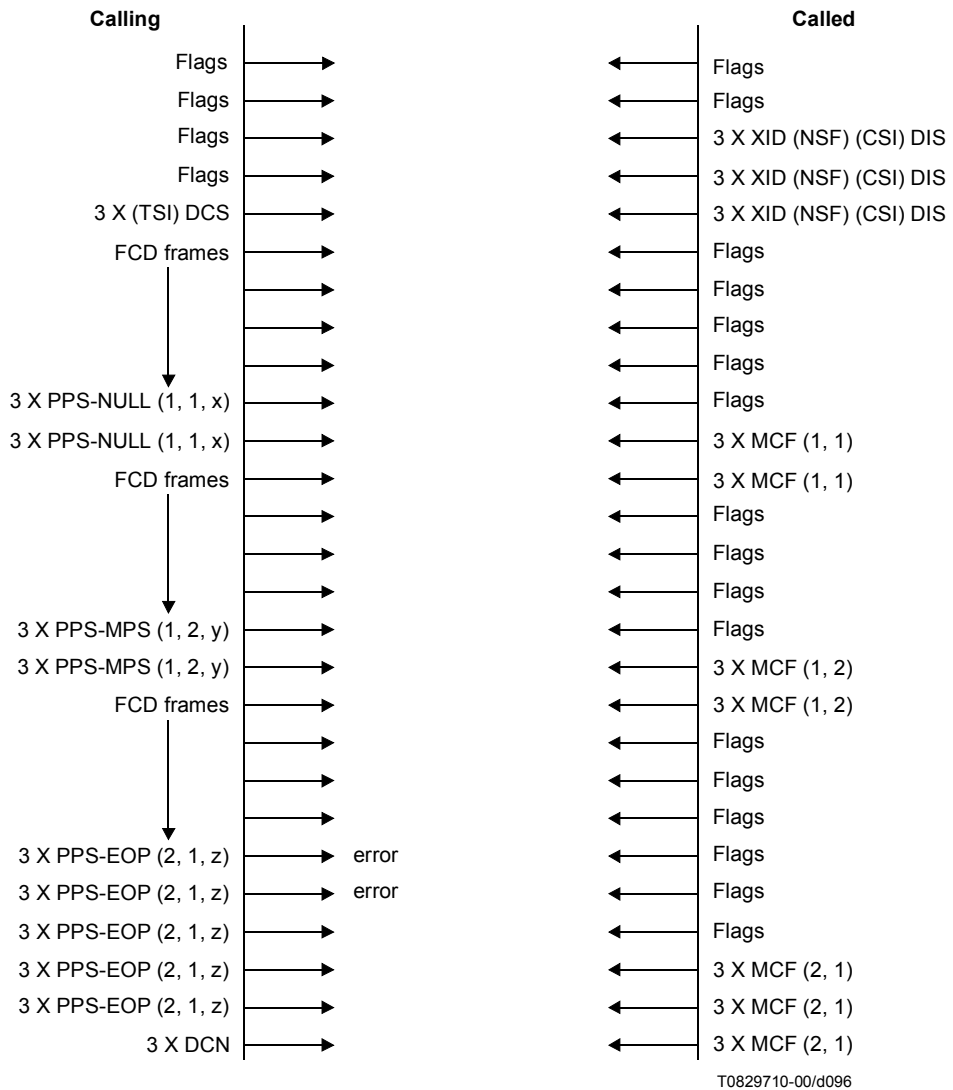 Calling Called
Flags Flags
Flags Flags
Flags 3 X XID (NSF) (CSI) DIS
Flags 3 X XID (NSF) (CSI) DIS
3 X (TSI) DCS 3 X XID (NSF) (CSI) DIS
FCD frames Flags
Flags
Flags
Flags
3 X PPS-NULL (1, 1, x) Flags
3 X PPS-NULL (1, 1, x) 3 X MCF (1, 1)
FCD frames 3 X MCF (1, 1)
Flags
Flags
Flags
3 X PPS-MPS (1, 2, y) Flags
3 X PPS-MPS (1, 2, y) 3 X MCF (1, 2)
FCD frames 3 X MCF (1, 2)
Flags
Flags
Flags
3 X PPS-EOP (2, 1, z) error Flags
3 X PPS-EOP (2, 1, z) error Flags
3 X PPS-EOP (2, 1, z) Flags
3 X PPS-EOP (2, 1, z) 3 X MCF (2, 1)
3 X PPS-EOP (2, 1, z) 3 X MCF (2, 1)
3 X DCN 3 X MCF (2, 1)
T0829710-00/d096